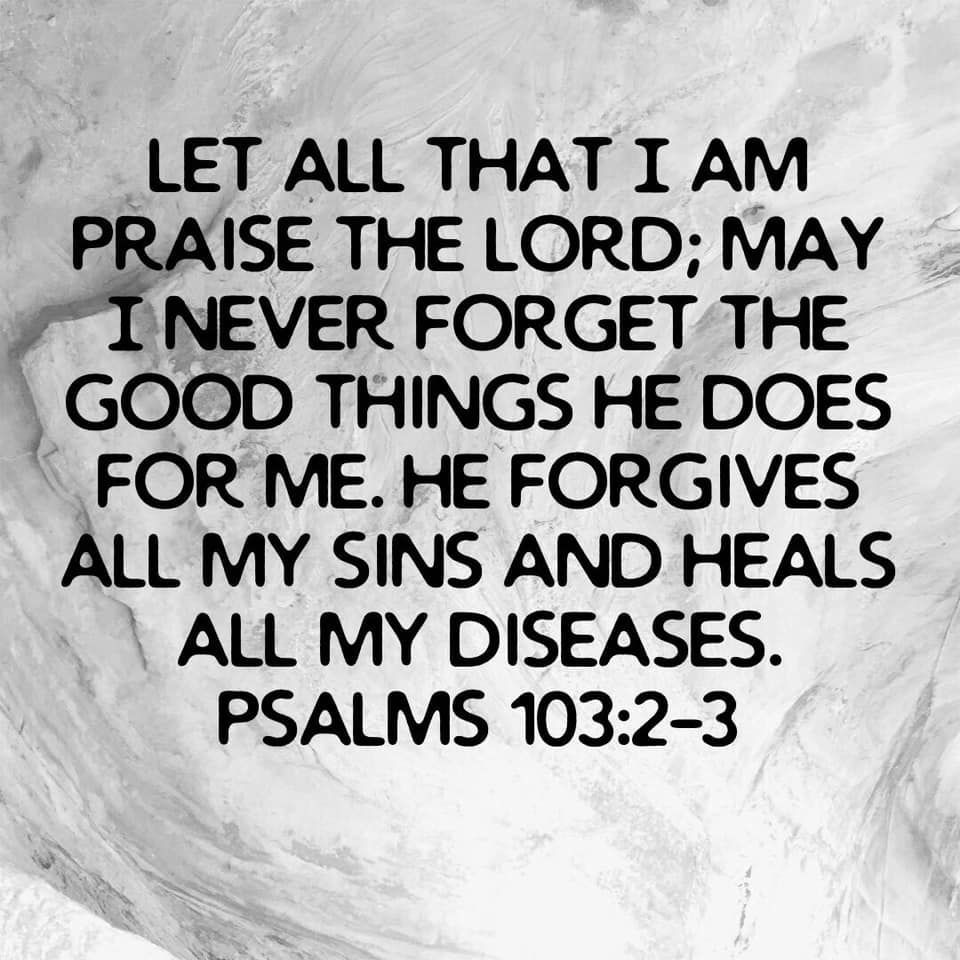 LET ALL THAT I AM
PRAISE THE LORD; MAY
I NEVER FORGET THE
GOOD THINGS HE DOES
FOR ME. HE FORGIVES
ALL MY SINS AND HEALS
ALL MY DISEASES.
PSALMS 103:2-3